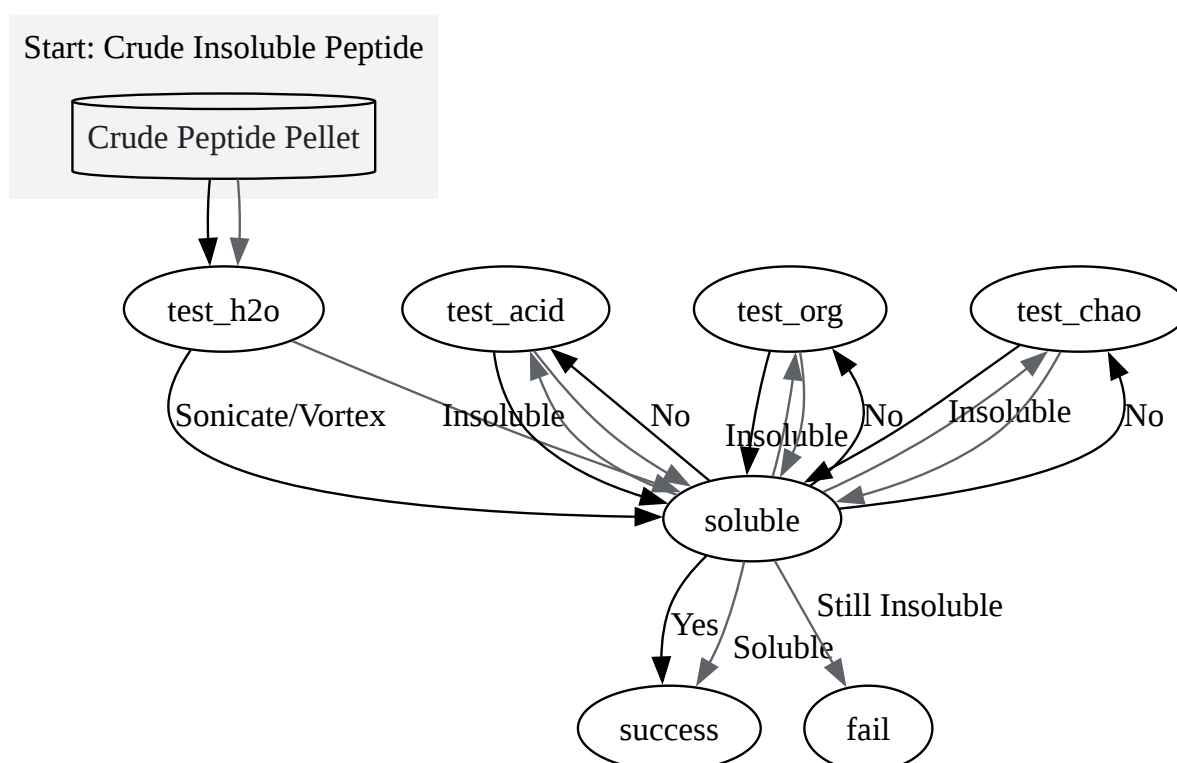 Start: Crude Insoluble Peptide
Crude Peptide Pellet
test_h2o
test_acid
test_org
test_chao
Sonicate/Vortex
Insoluble
No
Insoluble
No
Insoluble
No
soluble
Yes
Soluble
Still Insoluble
success
fail